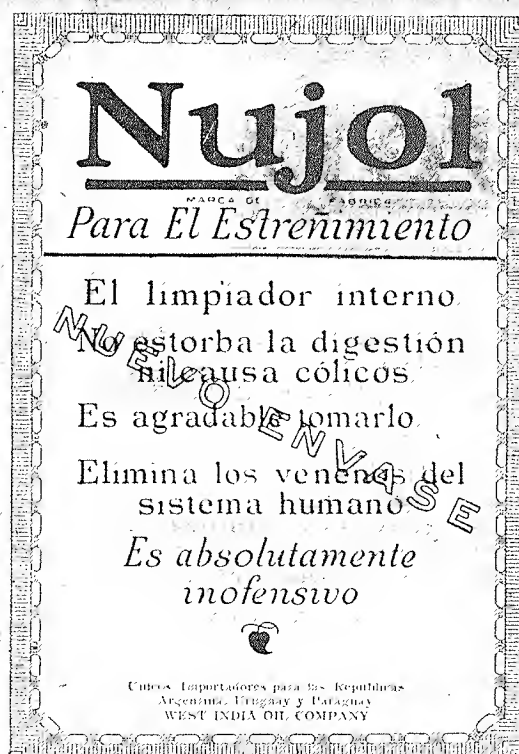 Nujol
MARCA DE FABRICA
Para El Estreñimiento
El limpiador interno
No estorba la digestión
ni causa cólicos
Es agradable tomarlo
Elimina los venenos del
sistema humano
NUEVO ENVASE
Es absolutamente
inofensivo
Unicos Importadores para las Repúblicas
Argentina, Uruguay y Paraguay
WEST INDIA OIL COMPANY